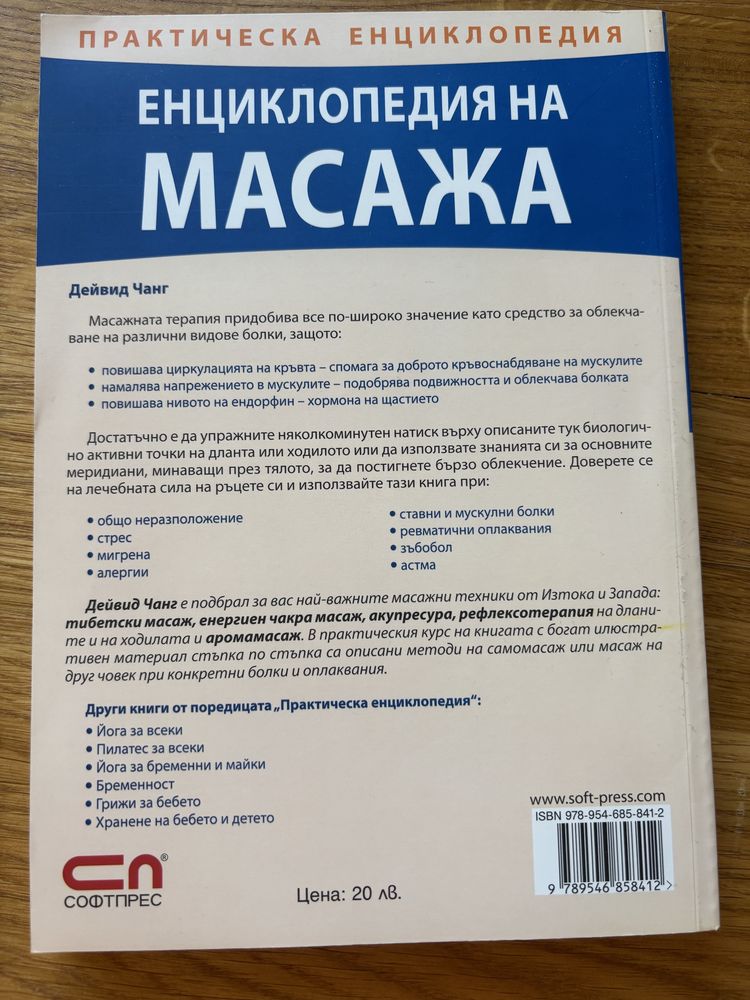 ПРАКТИЧЕСКА ЕНЦИКЛОПЕДИЯ
ЕНЦИКЛОПЕДИЯ НА
МАСАЖА
Дейвид Чанг
Масажната терапия придобива все по-широко значение като средство за облекча-
ване на различни видове болки, защото:
• повишава циркулацията на кръвта – спомага за доброто кръвоснабдяване на мускулите
• намалява напрежението в мускулите – подобрява подвижността и облекчава болката
• повишава нивото на ендорфин – хормона на щастието
Достатъчно е да упражните няколкоминутен натиск върху описаните тук биологич-
но активни точки на дланта или ходилото или да използвате знанията си за основните
меридиани, минаващи през тялото, за да постигнете бързо облекчение. Доверете се
на лечебната сила на ръцете си и използвайте тази книга при:
• общо неразположение
• стрес
• мигрена
• алергии
• ставни и мускулни болки
• ревматични оплаквания
• зъбобол
• астма
Дейвид Чанг е подбрал за вас най-важните масажни техники от Изтока и Запада:
тибетски масаж, енергиен чакра масаж, акупресура, рефлексотерапия на длани-
те и на ходилата и аромамасаж. В практическия курс на книгата с богат илюстра-
тивен материал стъпка по стъпка са описани методи на самомасаж или масаж на
друг човек при конкретни болки и оплаквания.
Други книги от поредицата „Практическа енциклопедия“:
• Йога за всеки
• Пилатес за всеки
• Йога за бременни и майки
• Бременност
• Грижи за бебето
• Хранене на бебето и детето
www.soft-press.com
ISBN 978-954-685-841-2
9 789546 858412 >
СП®
СОФТПРЕС
Цена: 20 лв.